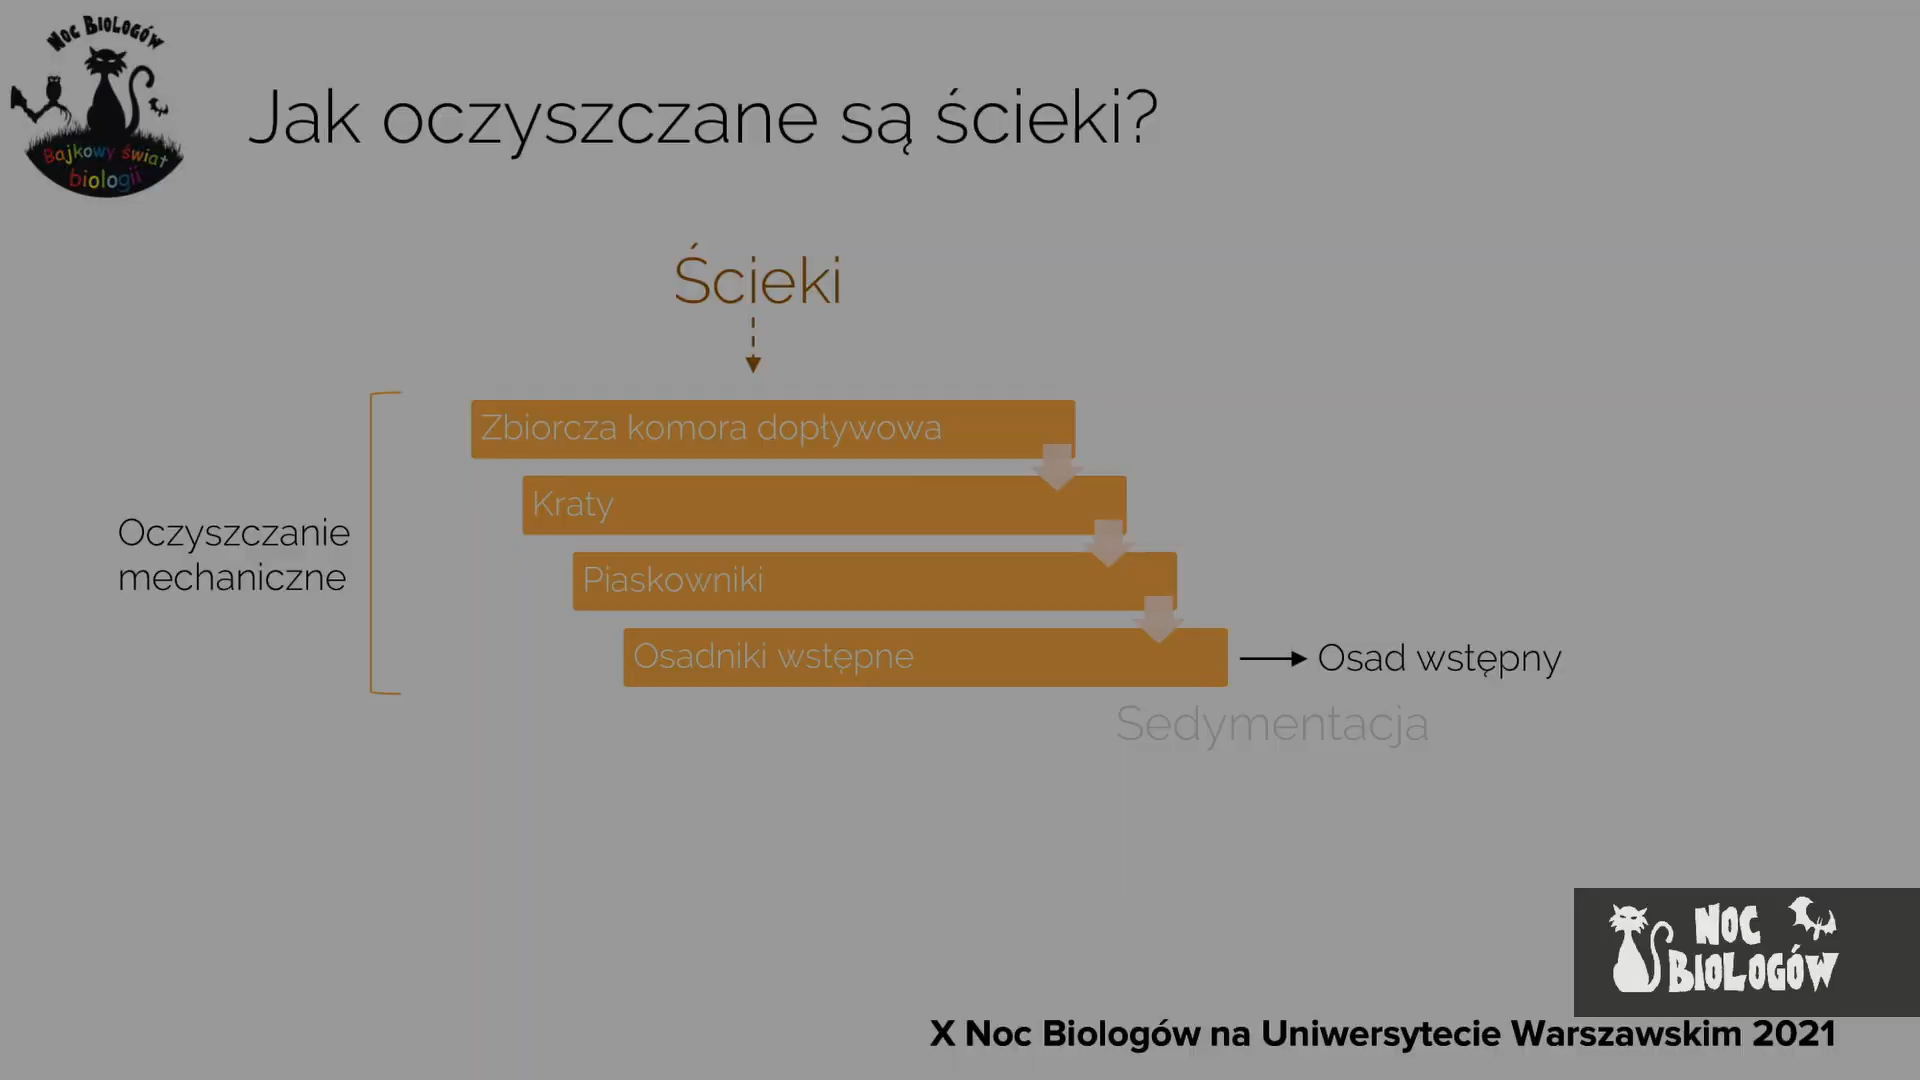 Noc Biologów
Bajkowy świat
biologii
Jak oczyszczane są ścieki?
Ścieki
Zbiorcza komora dopływowa
Kraty
Oczyszczanie
mechaniczne
Piaskowniki
Osadniki wstępne
Osad wstępny
Sedymentacja
NOC
BIOLOGÓW
X Noc Biologów na Uniwersytecie Warszawskim 2021